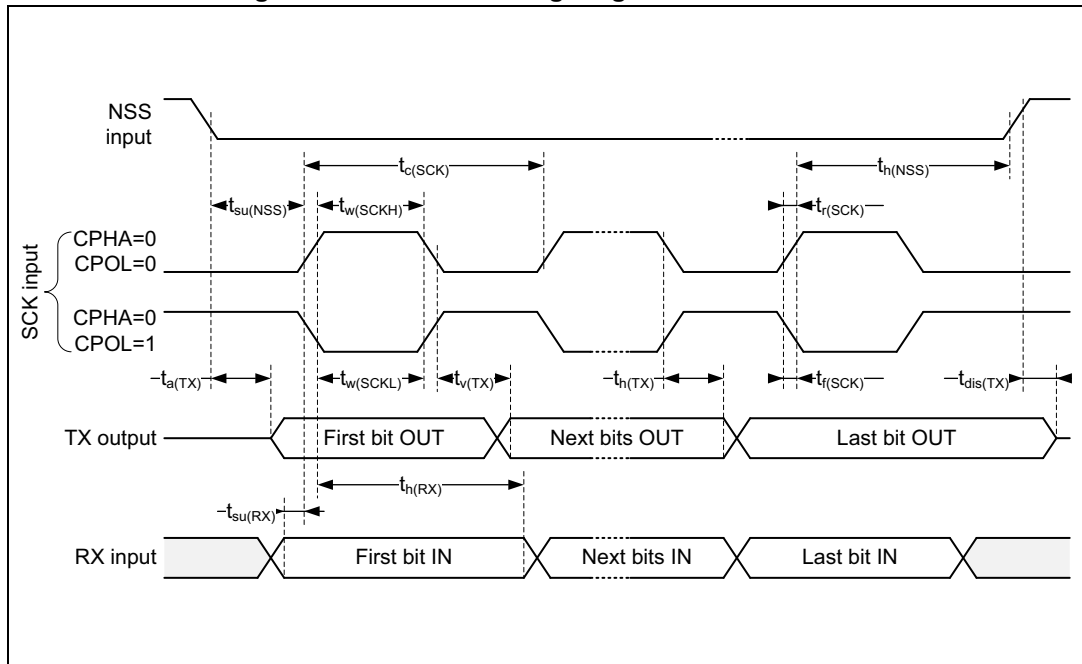 NSS
input
tc(SCK)
th(NSS)
tsu(NSS)
tw(SCKH)
tr(SCK)
SCK input
CPHA=0
CPOL=0
CPHA=0
CPOL=1
ta(TX)
tw(SCKL)
tv(TX)
th(TX)
tf(SCK)
tdis(TX)
TX output
First bit OUT
Next bits OUT
Last bit OUT
th(RX)
tsu(RX)
RX input
First bit IN
Next bits IN
Last bit IN